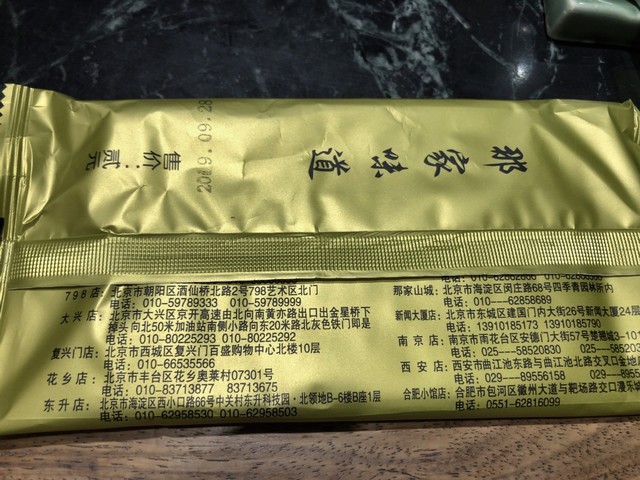 那家味道
2019.09.28
售价：贰元
798店：北京市朝阳区酒仙桥北路2号798艺术区北门
电话：010-59789333 010-59789999
大兴店：北京市大兴区京开高速由北向南黄亦路出口出金星桥下
掉头向北50米加油站南侧小路向东20米路北灰色铁门即是
电话：010-80225292 010-80225293
复兴门店：北京市西城区复兴门百盛购物中心北楼10层
电话：010-66535566
花乡店：北京市丰台区花乡奥莱村07301号
电话：010-83713877 83713675
东升店：北京市海淀区西小口路66号中关村东升科技园·北领地B-6楼B座1层
电话：010-62958530 010-62958503
那家山城：北京市海淀区闵庄路68号四季青园林所内
电话：010---62858689
新闻大厦店：北京市东城区建国门内大街26号新闻大厦24层
电话：13910185173 13910185790
南京店：南京市雨花台区安德门大街57号楚翘城3-10
电话：025---58520830 025---5852083
西安店：西安市曲江池东路与曲江池北路交叉口金地
电话：029---89556158 029---895
合肥小馆店：合肥市包河区徽州大道与靶场路交口漫乐
电话：0551-62816099